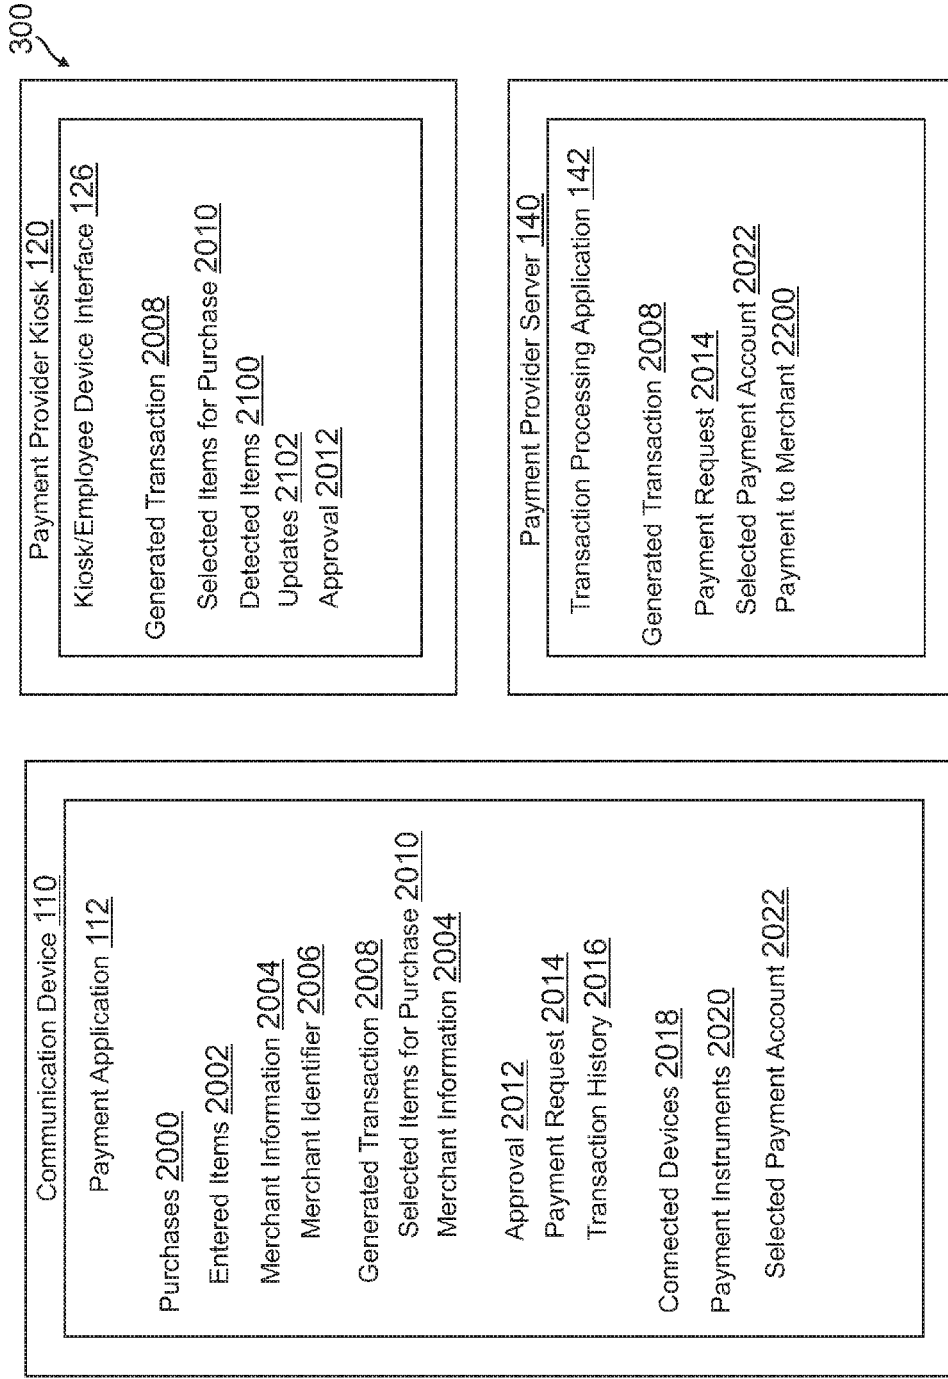 300
Communication Device 110
Payment Application 112
Purchases 2000
Entered Items 2002
Merchant Information 2004
Merchant Identifier 2006
Generated Transaction 2008
Selected Items for Purchase 2010
Merchant Information 2004
Approval 2012
Payment Request 2014
Transaction History 2016
Connected Devices 2018
Payment Instruments 2020
Selected Payment Account 2022
Payment Provider Kiosk 120
Kiosk/Employee Device Interface 126
Generated Transaction 2008
Selected Items for Purchase 2010
Detected Items 2100
Updates 2102
Approval 2012
Payment Provider Server 140
Transaction Processing Application 142
Generated Transaction 2008
Payment Request 2014
Selected Payment Account 2022
Payment to Merchant 2200